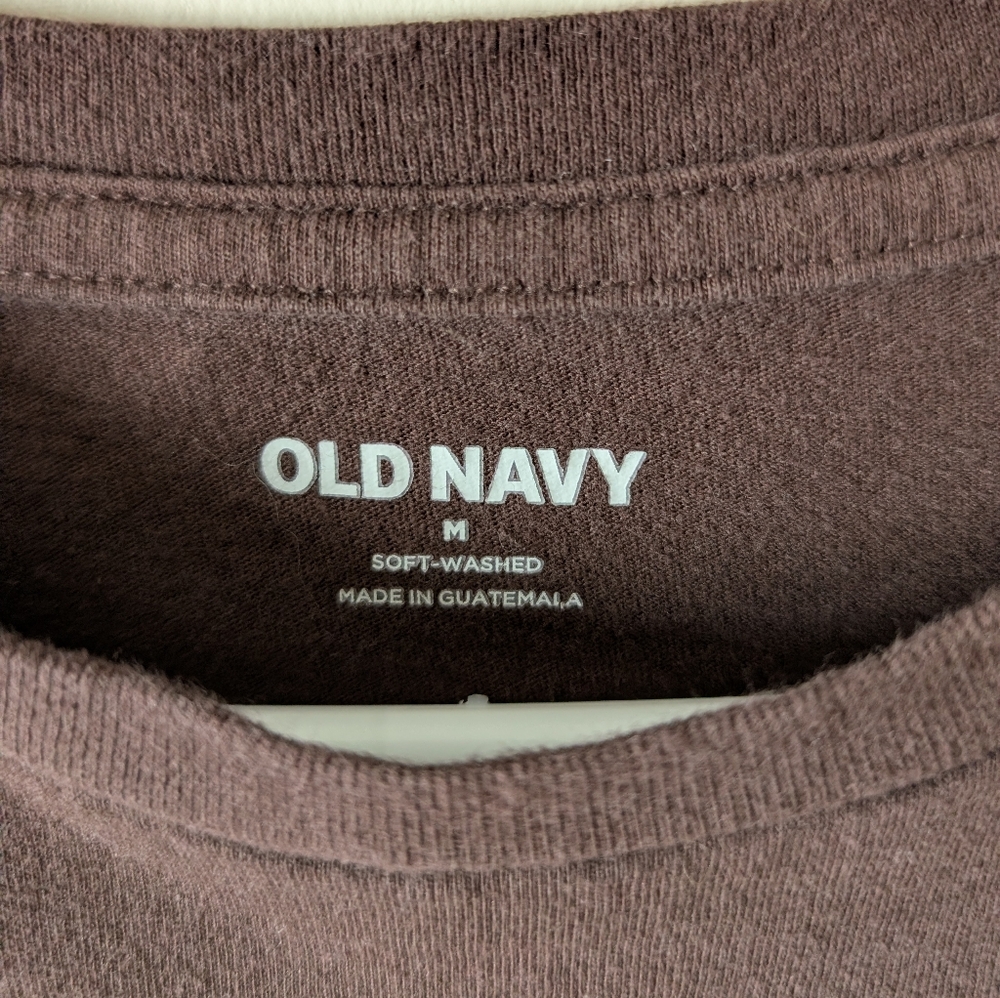 OLD NAVY
M
SOFT-WASHED
MADE IN GUATEMALA